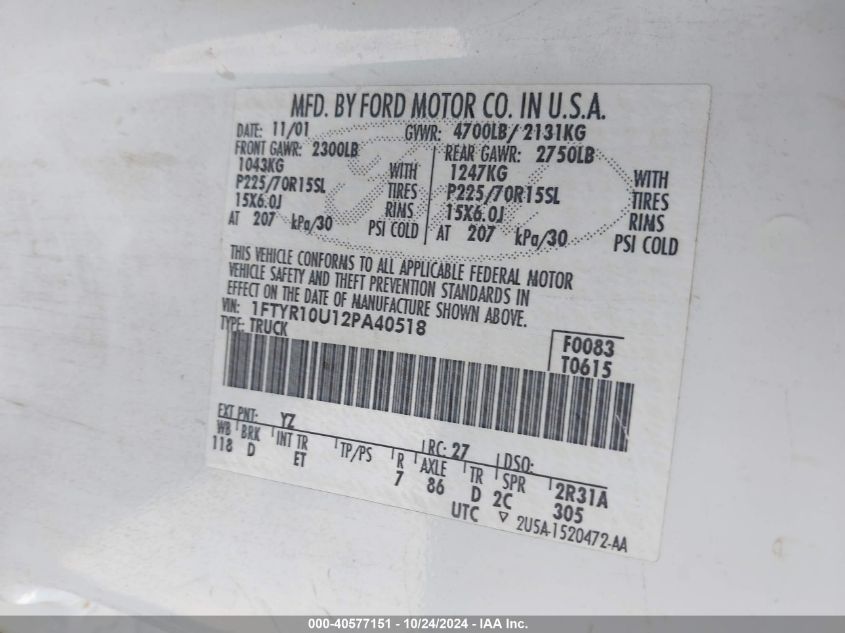 MFD. BY FORD MOTOR CO. IN U.S.A.
DATE: 11/01 GVWR: 4700LB/ 2131KG
FRONT GAWR: 2300LB REAR GAWR: 2750LB
1043KG WITH 1247KG WITH
P225/70R15SL TIRES P225/70R15SL TIRES
15X6.0J RIMS 15X6.0J RIMS
AT 207 kPa/30 PSI COLD AT 207 kPa/30 PSI COLD
THIS VEHICLE CONFORMS TO ALL APPLICABLE FEDERAL MOTOR
VEHICLE SAFETY AND THEFT PREVENTION STANDARDS IN
EFFECT ON THE DATE OF MANUFACTURE SHOWN ABOVE.
VIN: 1FTYR10U12PA40518
TYPE: TRUCK
F0083
T0615
EXT PNT: YZ RC: 27 DSO:
WB BRK INT TR TP/PS R AXLE TR SPR 2R31A
118 D ET 7 86 D 2C 305
UTC ▽ 2U5A-1520472-AA
000-40577151 - 10/24/2024 - IAA Inc.